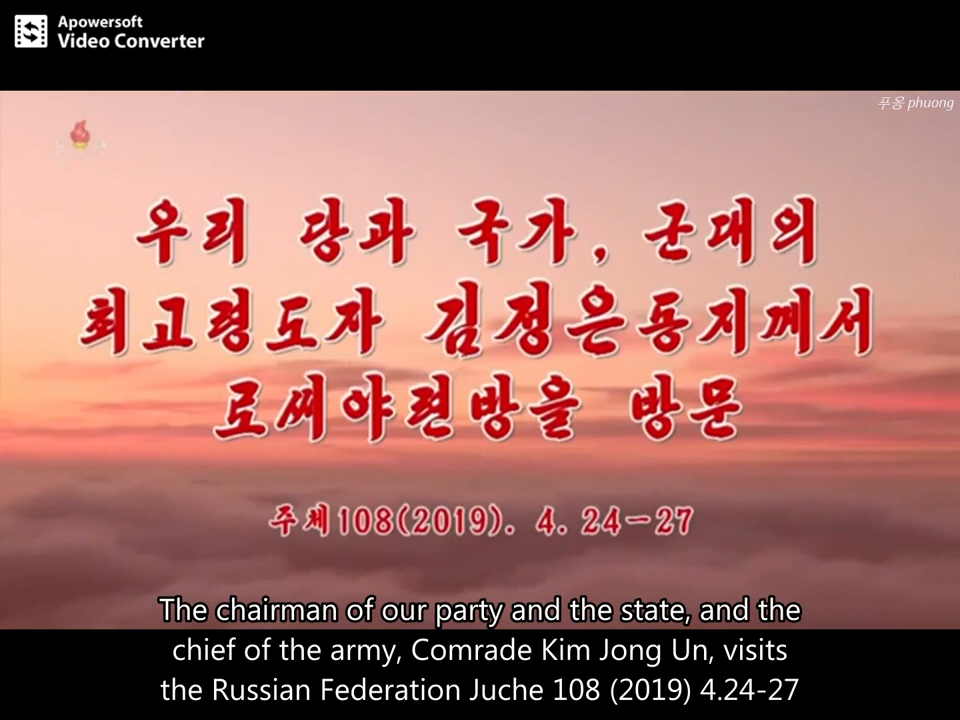 Apowersoft
Video Converter
푸옹 phuong
우리 당과 국가, 군대의
최고령도자 김정은동지께서
로씨야련방을 방문
주체108(2019). 4. 24-27
The chairman of our party and the state, and the
chief of the army, Comrade Kim Jong Un, visits
the Russian Federation Juche 108 (2019) 4.24-27